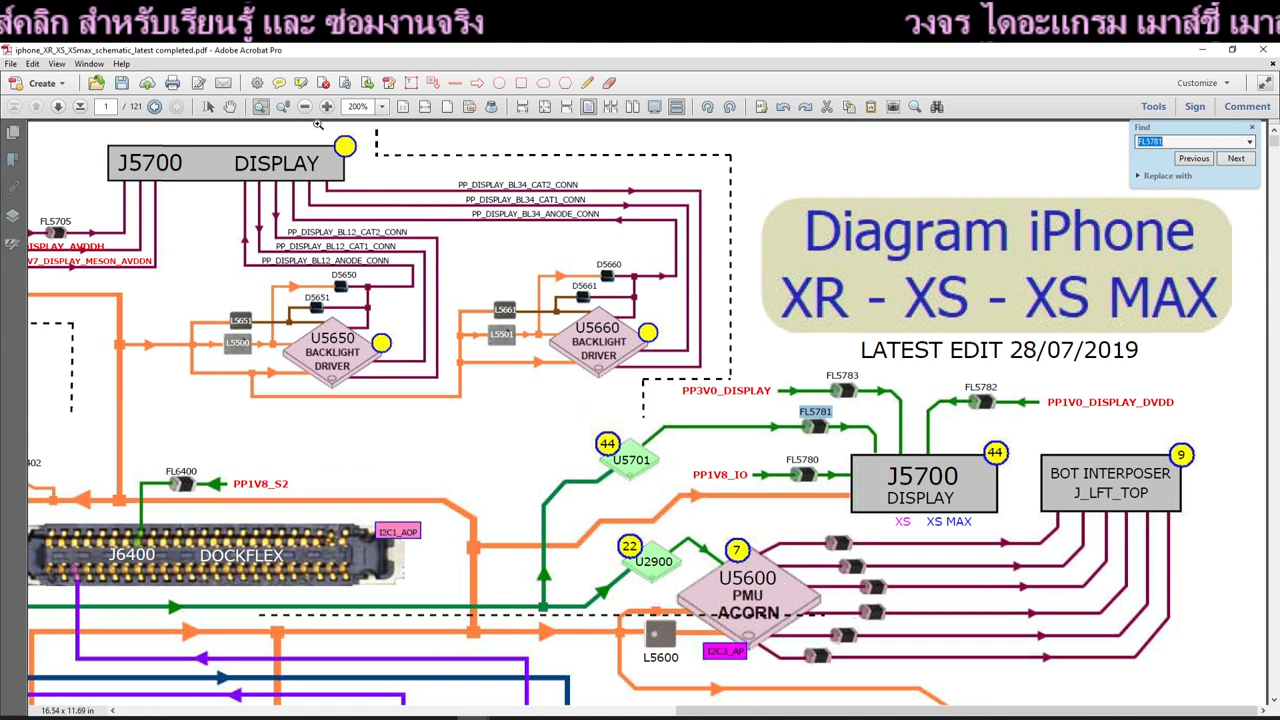 ส์คลิก สำหรับเรียนรู้ และ ซ่อมงานจริง
วงจร ไดอะแกรม เมาส์ชี้ เมา
iphone_XR_XS_XSmax_schematic_latest completed.pdf - Adobe Acrobat Pro
File Edit View Window Help
Create
Customize
1 / 121
200%
Tools Sign Comment
Find
FL5781
Previous Next
Replace with
J5700 DISPLAY
PP_DISPLAY_BL34_CAT2_CONN
PP_DISPLAY_BL34_CAT1_CONN
PP_DISPLAY_BL34_ANODE_CONN
FL5705
DISPLAY_AVDDH
V7_DISPLAY_MESON_AVDDN
PP_DISPLAY_BL12_CAT2_CONN
PP_DISPLAY_BL12_CAT1_CONN
PP_DISPLAY_BL12_ANODE_CONN
D5650
D5651
L5651
L5500
U5650
BACKLIGHT
DRIVER
D5660
D5661
L5661
L5501
U5660
BACKLIGHT
DRIVER
Diagram iPhone
XR - XS - XS MAX
LATEST EDIT 28/07/2019
PP3V0_DISPLAY
FL5783
FL5782
PP1V0_DISPLAY_DVDD
FL5781
44
U5701
PP1V8_IO
FL5780
J5700
DISPLAY
44
XS XS MAX
BOT INTERPOSER
J_LFT_TOP
9
402
FL6400
PP1V8_S2
J6400 DOCKFLEX
I2C1_AOP
22
U2900
7
U5600
PMU
ACORN
L5600
I2C3_AP
16.54 x 11.69 in